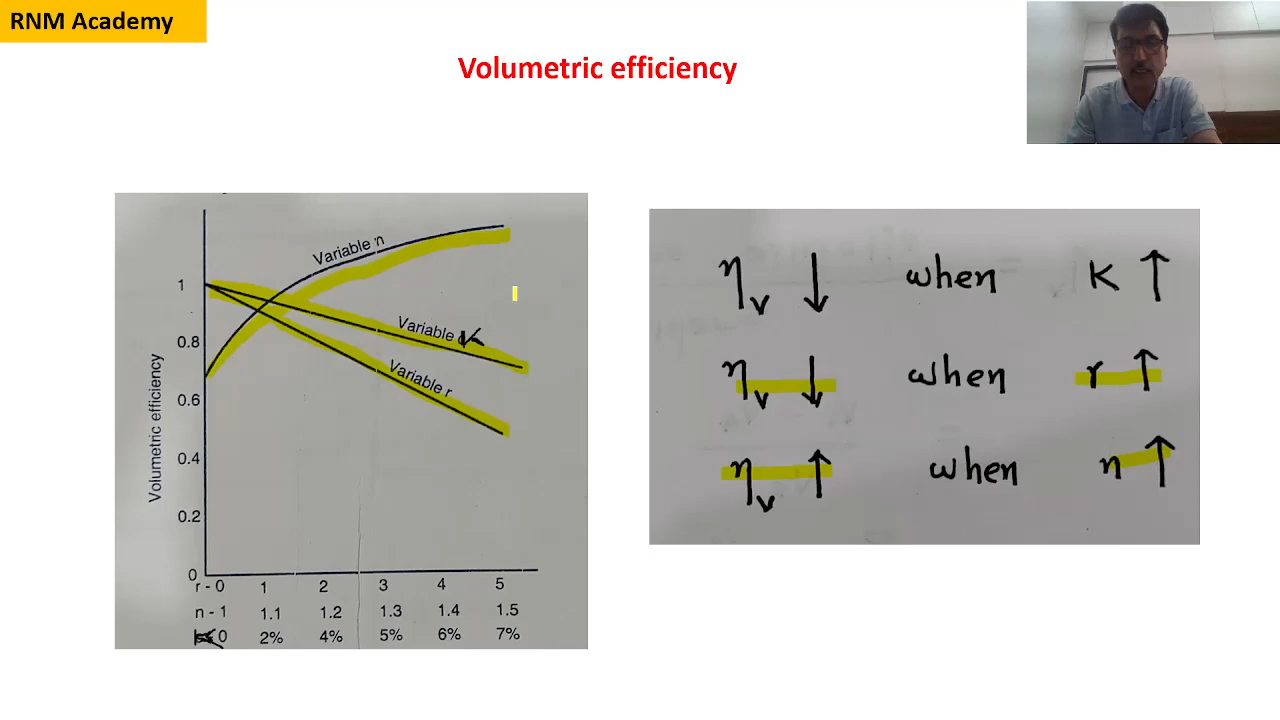 RNM Academy
Volumetric efficiency
Variable n
1
Variable K
0.8
Variable r
0.6
0.4
0.2
0
Volumetric efficiency
r - 0 1 2 3 4 5
n - 1 1.1 1.2 1.3 1.4 1.5
K 0 2% 4% 5% 6% 7%
ηv ↓ when K ↑
ηv ↓ when r ↑
ηv ↑ when n ↑